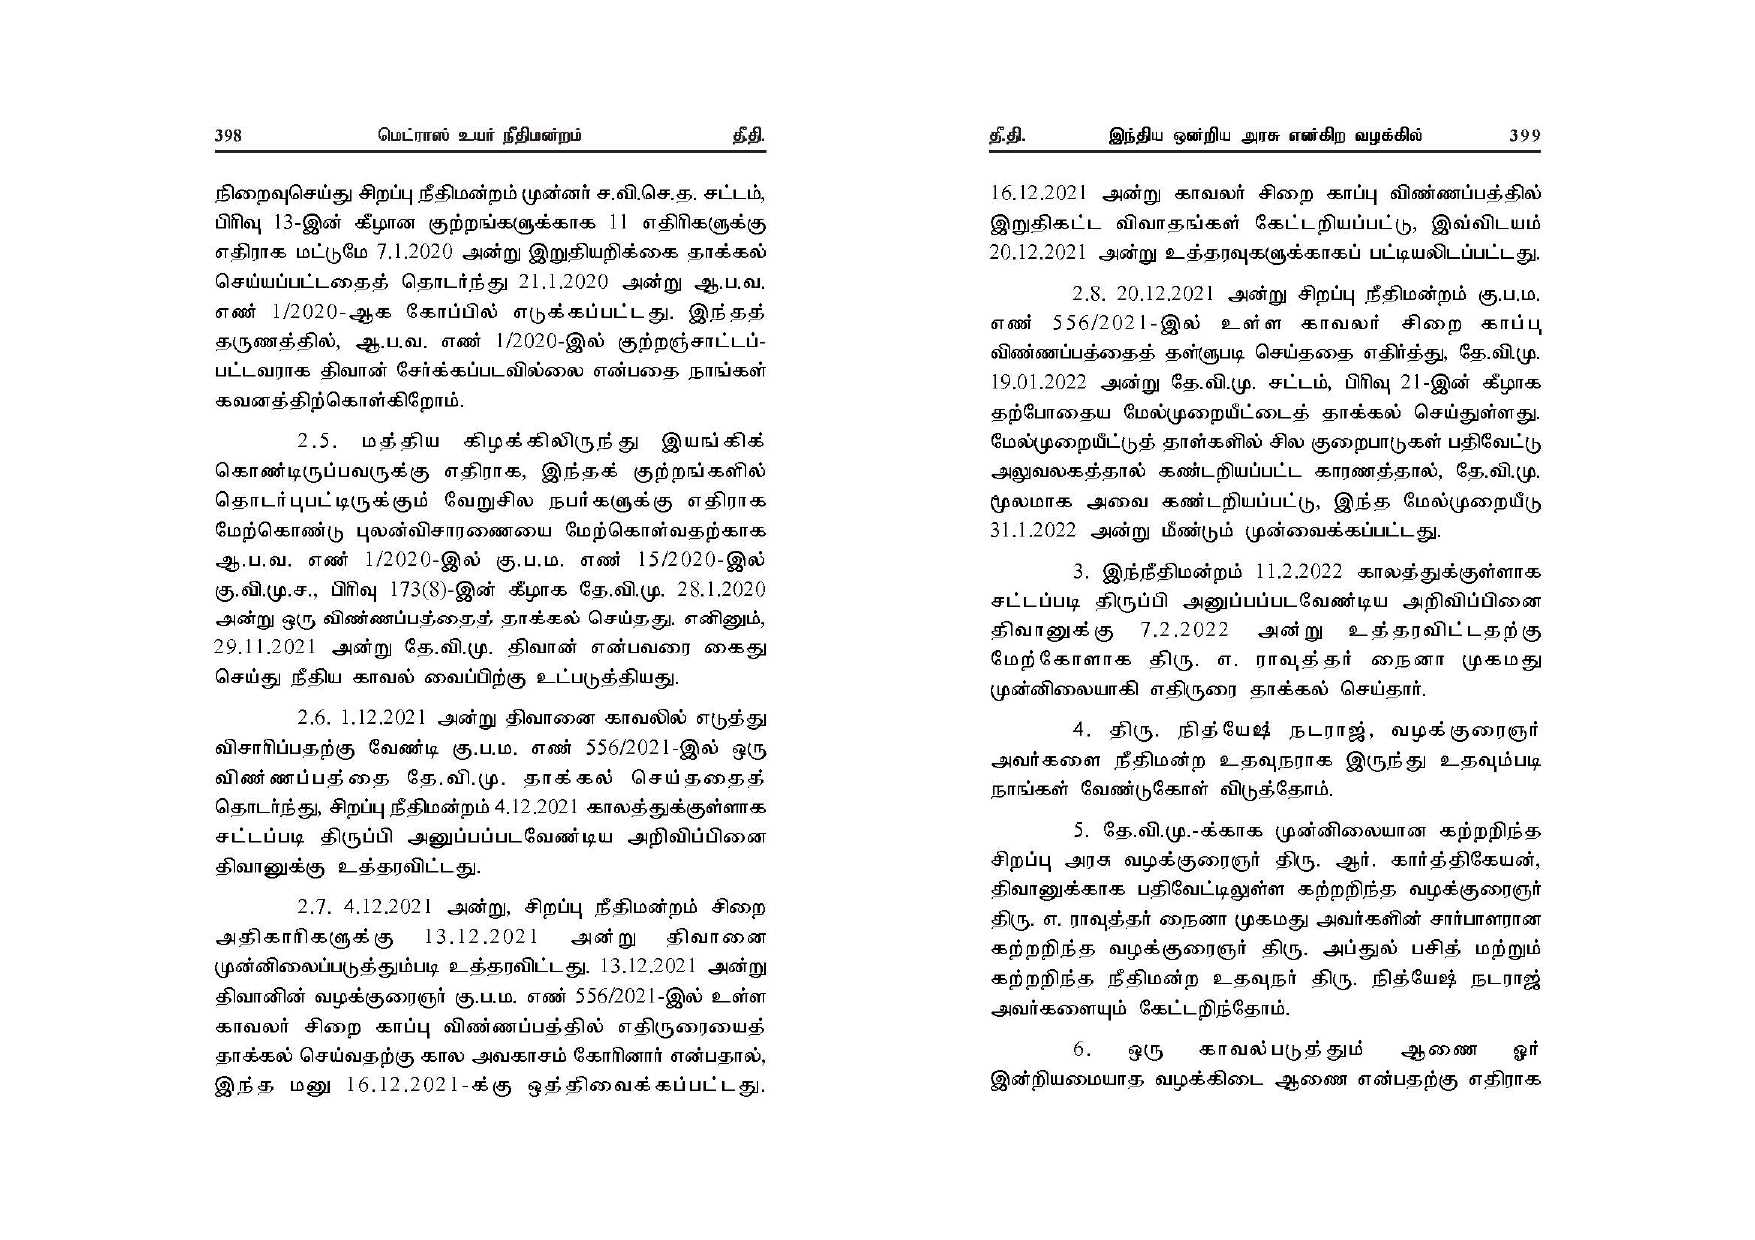 398 மெட்ராஸ் உயர் நீதிமன்றம் தீ.தி.
நிறைவுசெய்து சிறப்பு நீதிமன்றம் முன்னர் ச.வி.செ.த. சட்டம்,
பிரிவு 13-இன் கீழான குற்றங்களுக்காக 11 எதிரிகளுக்கு
எதிராக மட்டுமே 7.1.2020 அன்று இறுதியறிக்கை தாக்கல்
செய்யப்பட்டதைத் தொடர்ந்து 21.1.2020 அன்று ஆ.ப.வ.
எண் 1/2020-ஆக கோப்பில் எடுக்கப்பட்டது. இந்தத்
தருணத்தில், ஆ.ப.வ. எண் 1/2020-இல் குற்றஞ்சாட்டப்-
பட்டவராக திவான் சேர்க்கப்படவில்லை என்பதை நாங்கள்
கவனத்திற்கொள்கிறோம்.
2.5. மத்திய கிழக்கிலிருந்து இயங்கிக்
கொண்டிருப்பவருக்கு எதிராக, இந்தக் குற்றங்களில்
தொடர்புபட்டிருக்கும் வேறுசில நபர்களுக்கு எதிராக
மேற்கொண்டு புலன்விசாரணையை மேற்கொள்வதற்காக
ஆ.ப.வ. எண் 1/2020-இல் கு.ப.ம. எண் 15/2020-இல்
கு.வி.மு.ச., பிரிவு 173(8)-இன் கீழாக தே.வி.மு. 28.1.2020
அன்று ஒரு விண்ணப்பத்தைத் தாக்கல் செய்தது. எனினும்,
29.11.2021 அன்று தே.வி.மு. திவான் என்பவரை கைது
செய்து நீதிய காவல் வைப்பிற்கு உட்படுத்தியது.
2.6. 1.12.2021 அன்று திவானை காவலில் எடுத்து
விசாரிப்பதற்கு வேண்டி கு.ப.ம. எண் 556/2021-இல் ஒரு
விண்ணப்பத்தை தே.வி.மு. தாக்கல் செய்ததைத்
தொடர்ந்து, சிறப்பு நீதிமன்றம் 4.12.2021 காலத்துக்குள்ளாக
சட்டப்படி திருப்பி அனுப்பப்படவேண்டிய அறிவிப்பினை
திவானுக்கு உத்தரவிட்டது.
2.7. 4.12.2021 அன்று, சிறப்பு நீதிமன்றம் சிறை
அதிகாரிகளுக்கு 13.12.2021 அன்று திவானை
முன்னிலைப்படுத்தும்படி உத்தரவிட்டது. 13.12.2021 அன்று
திவானின் வழக்குரைஞர் கு.ப.ம. எண் 556/2021-இல் உள்ள
காவலர் சிறை காப்பு விண்ணப்பத்தில் எதிருரையைத்
தாக்கல் செய்வதற்கு கால அவகாசம் கோரினார் என்பதால்,
இந்த மனு 16.12.2021-க்கு ஒத்திவைக்கப்பட்டது.
தீ.தி. இந்திய ஒன்றிய அரசு எண்கிற வழக்கில் 399
16.12.2021 அன்று காவலர் சிறை காப்பு விண்ணப்பத்தில்
இறுதிகட்ட விவாதங்கள் கேட்டறியப்பட்டு, இவ்விடயம்
20.12.2021 அன்று உத்தரவுகளுக்காகப் பட்டியலிடப்பட்டது.
2.8. 20.12.2021 அன்று சிறப்பு நீதிமன்றம் கு.ப.ம.
எண் 556/2021-இல் உள்ள காவலர் சிறை காப்பு
விண்ணப்பத்தைத் தள்ளுபடி செய்ததை எதிர்த்து, தே.வி.மு.
19.01.2022 அன்று தே.வி.மு. சட்டம், பிரிவு 21-இன் கீழாக
தற்போதைய மேல்முறையீட்டைத் தாக்கல் செய்துள்ளது.
மேல்முறையீட்டுத் தாள்களில் சில குறைபாடுகள் பதிவேட்டு
அலுவலகத்தால் கண்டறியப்பட்ட காரணத்தால், தே.வி.மு.
மூலமாக அவை கண்டறியப்பட்டு, இந்த மேல்முறையீடு
31.1.2022 அன்று மீண்டும் முன்வைக்கப்பட்டது.
3. இந்நீதிமன்றம் 11.2.2022 காலத்துக்குள்ளாக
சட்டப்படி திருப்பி அனுப்பப்படவேண்டிய அறிவிப்பினை
திவானுக்கு 7.2.2022 அன்று உத்தரவிட்டதற்கு
மேற்கோளாக திரு. எ. ராவுத்தர் நைனா முகமது
முன்னிலையாகி எதிருரை தாக்கல் செய்தார்.
4. திரு. நித்யேஷ் நடராஜ், வழக்குரைஞர்
அவர்களை நீதிமன்ற உதவுநராக இருந்து உதவும்படி
நாங்கள் வேண்டுகோள் விடுத்தோம்.
5. தே.வி.மு.-க்காக முன்னிலையான கற்றறிந்த
சிறப்பு அரசு வழக்குரைஞர் திரு. ஆர். கார்த்திகேயன்,
திவானுக்காக பதிவேட்டிலுள்ள கற்றறிந்த வழக்குரைஞர்
திரு. எ. ராவுத்தர் நைனா முகமது அவர்களின் சார்பாளரான
கற்றறிந்த வழக்குரைஞர் திரு. அப்துல் பசித் மற்றும்
கற்றறிந்த நீதிமன்ற உதவுநர் திரு. நித்யேஷ் நடராஜ்
அவர்களையும் கேட்டறிந்தோம்.
6. ஒரு காவல்படுத்தும் ஆணை ஓர்
இன்றியமையாத வழக்கிடை ஆணை என்பதற்கு எதிராக